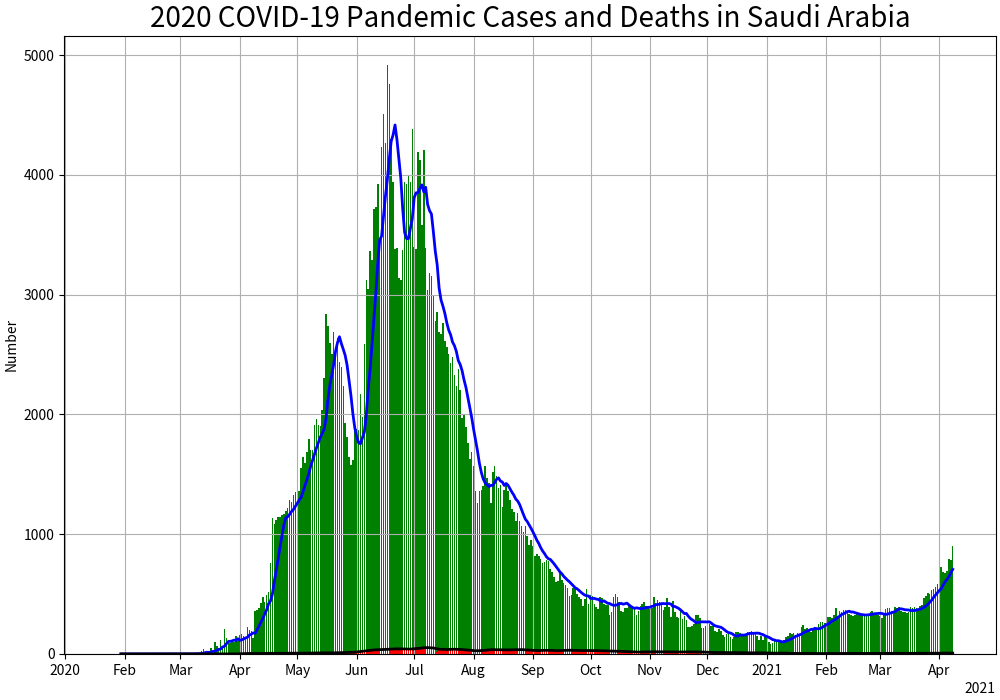 2020 COVID-19 Pandemic Cases and Deaths in Saudi Arabia
Number
5000
4000
3000
2000
1000
0
2020 Feb Mar Apr May Jun Jul Aug Sep Oct Nov Dec 2021 Feb Mar Apr
2021